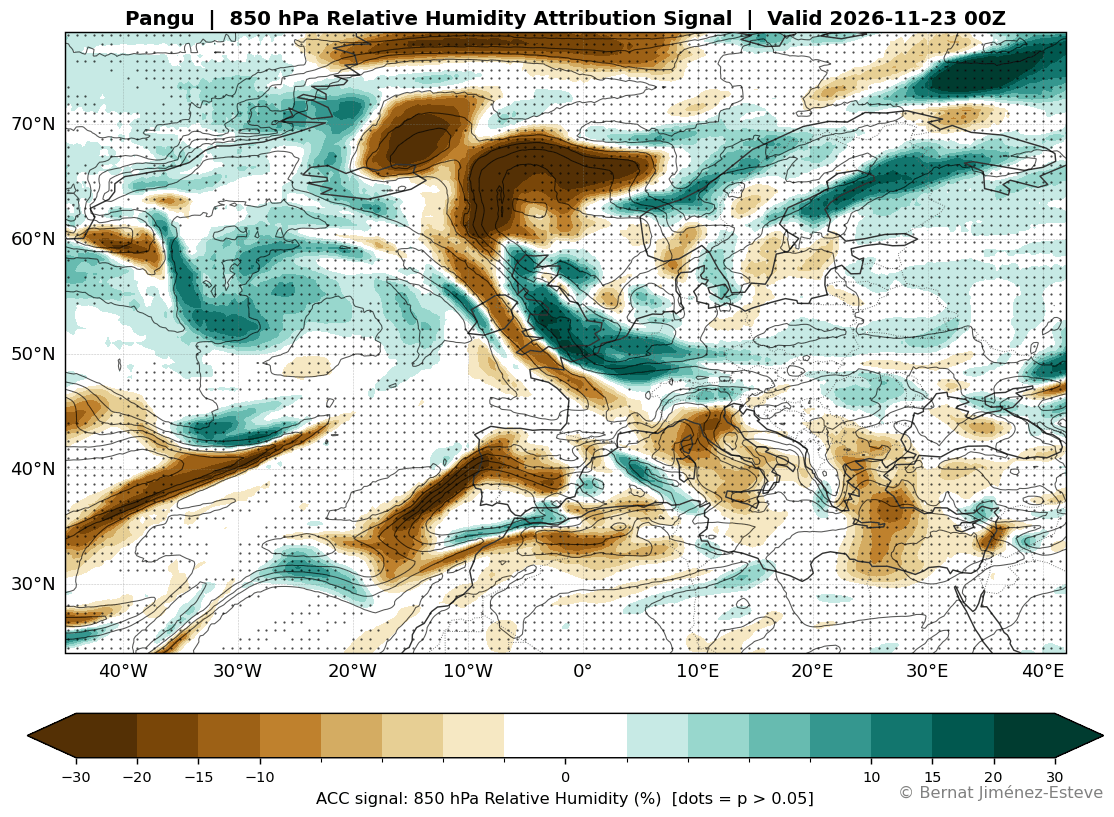 Pangu | 850 hPa Relative Humidity Attribution Signal | Valid 2026-11-23 00Z
70°N
60°N
50°N
40°N
30°N
40°W 30°W 20°W 10°W 0° 10°E 20°E 30°E 40°E
−30 −20 −15 −10 0 10 15 20 30
ACC signal: 850 hPa Relative Humidity (%) [dots = p > 0.05]
© Bernat Jiménez-Esteve